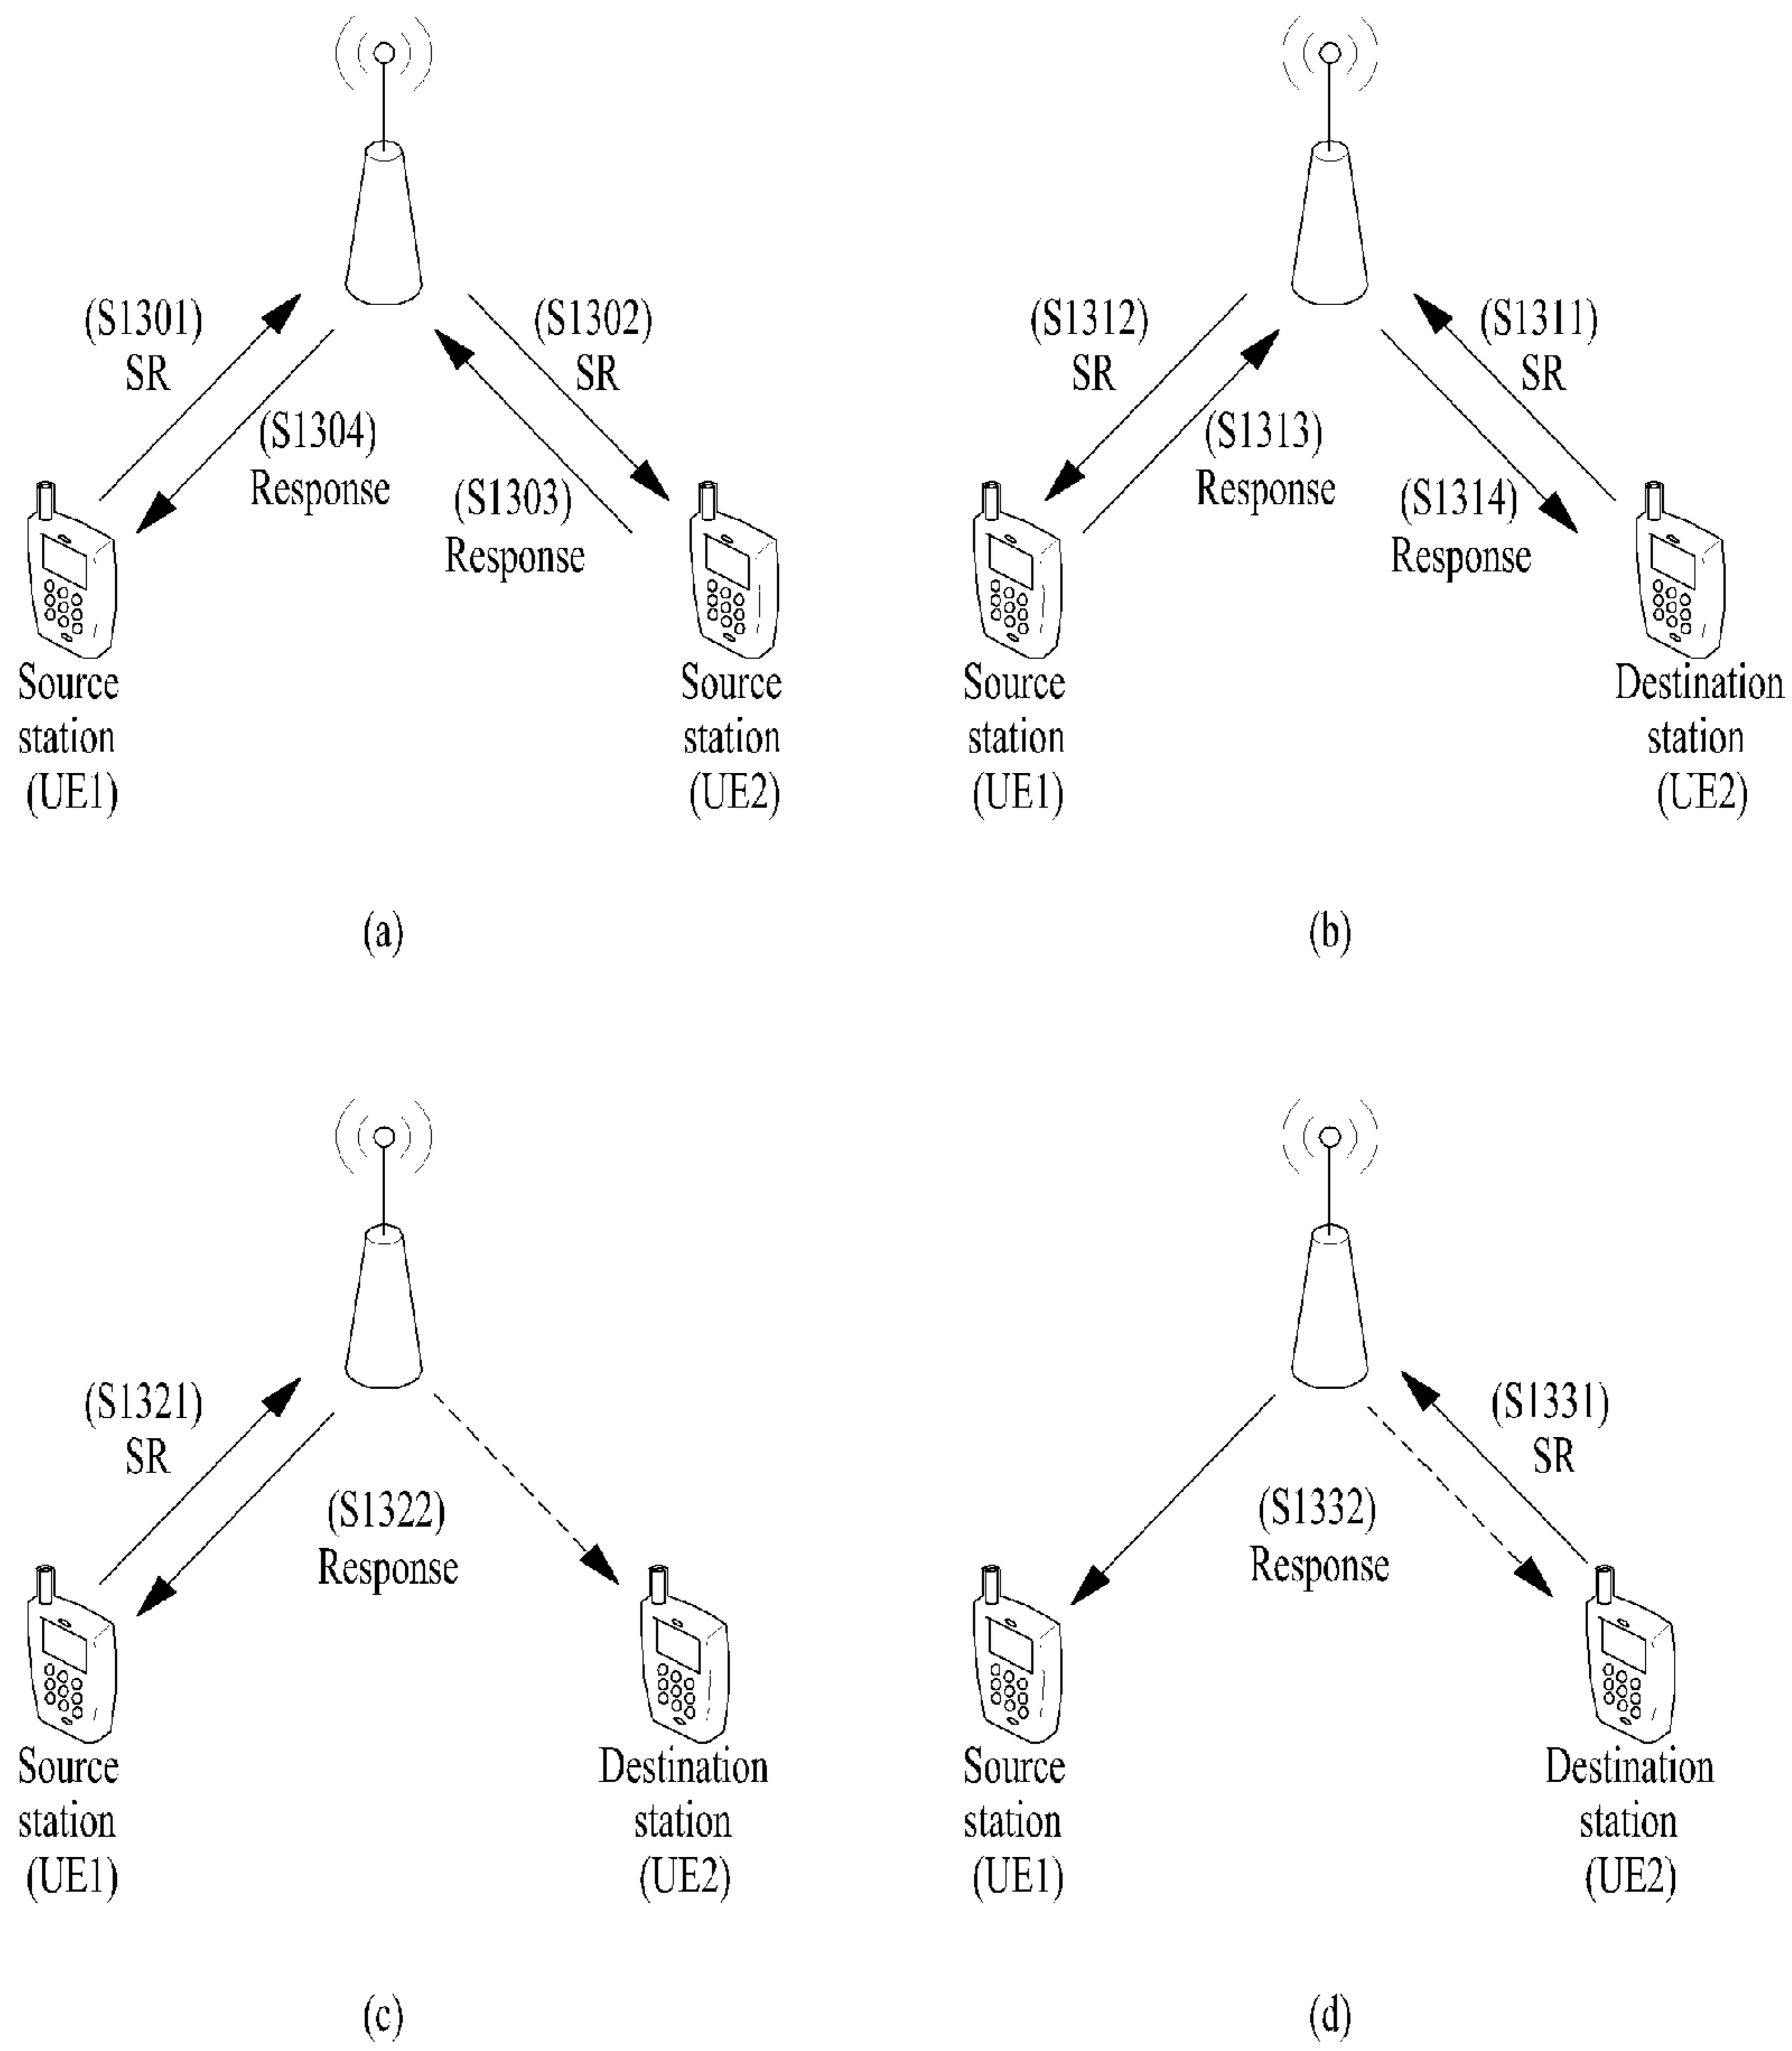 (S1301)
SR
(S1302)
SR
(S1304)
Response
(S1303)
Response
Source
station
(UE1)
Source
station
(UE2)
(a)
(S1312)
SR
(S1311)
SR
(S1313)
Response
(S1314)
Response
Source
station
(UE1)
Destination
station
(UE2)
(b)
(S1321)
SR
(S1322)
Response
Source
station
(UE1)
Destination
station
(UE2)
(c)
(S1331)
SR
(S1332)
Response
Source
station
(UE1)
Destination
station
(UE2)
(d)